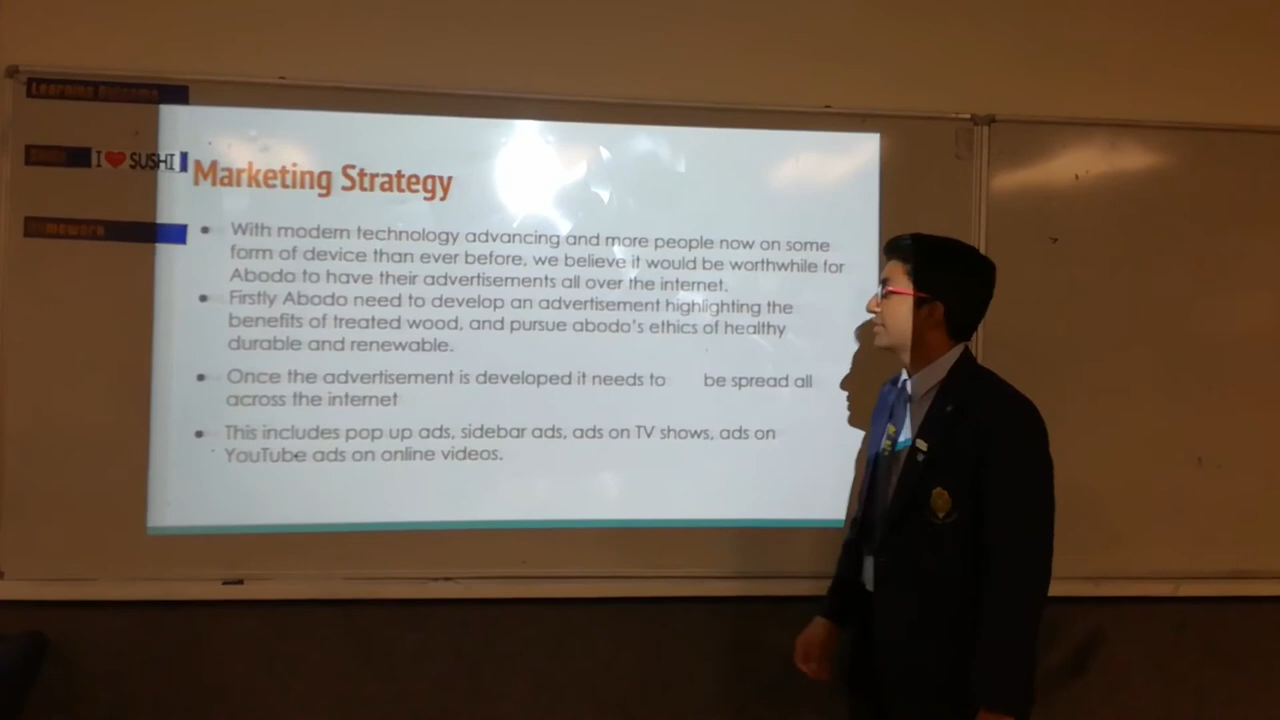 Learning Outcome
I ❤ SUSHI
Homework
Marketing Strategy
• With modern technology advancing and more people now on some
form of device than ever before, we believe it would be worthwhile for
Abodo to have their advertisements all over the internet.
• Firstly Abodo need to develop an advertisement highlighting the
benefits of treated wood, and pursue abodo's ethics of healthy
durable and renewable.
• Once the advertisement is developed it needs to be spread all
across the internet
• This includes pop up ads, sidebar ads, ads on TV shows, ads on
YouTube ads on online videos.